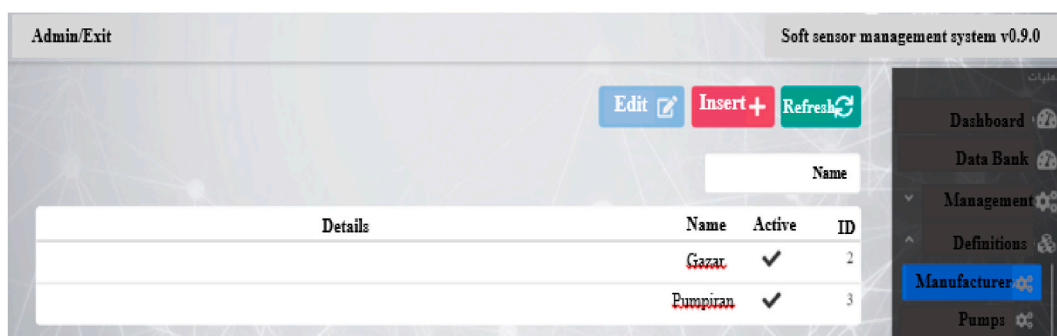 Admin/Exit
Soft sensor management system v0.9.0
Edit
Insert
Refresh
Name
Details Name Active ID
Gazar 2
Pumpiran 3
Dashboard
Data Bank
Management
Definitions
Manufacturer
Pumps